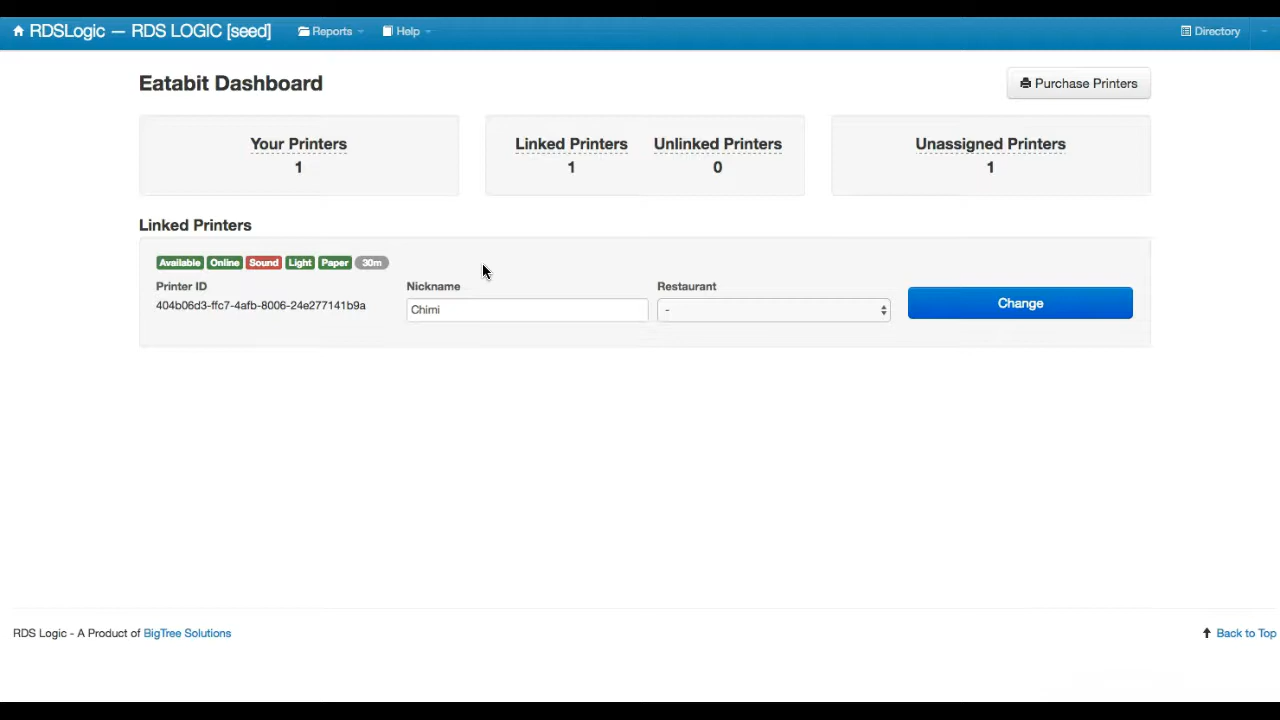 RDSLogic — RDS LOGIC [seed] Reports Help Directory
Eatabit Dashboard Purchase Printers
Your Printers Linked Printers Unlinked Printers Unassigned Printers
1 1 0 1
Linked Printers
Available Online Sound Light Paper 30m
Printer ID Nickname Restaurant
404b06d3-ffc7-4afb-8006-24e277141b9a Chimi - Change
RDS Logic - A Product of BigTree Solutions Back to Top